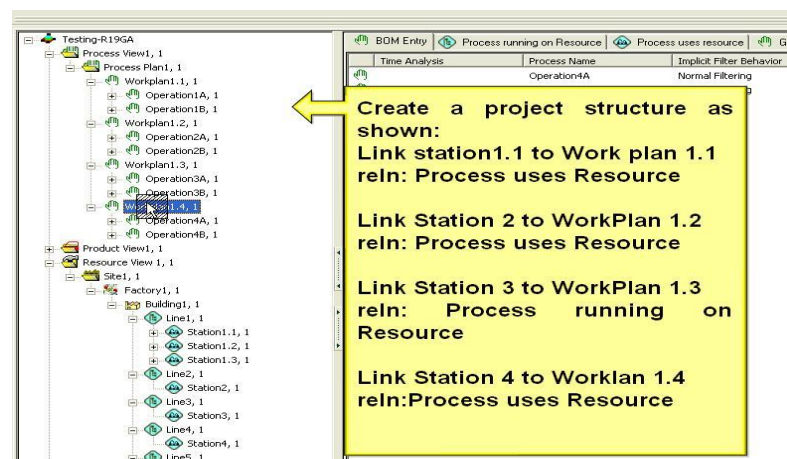 Testing-R19GA
Process View1, 1
Process Plan1, 1
Workplan1.1, 1
Operation1A, 1
Operation1B, 1
Workplan1.2, 1
Operation2A, 1
Operation2B, 1
Workplan1.3, 1
Operation3A, 1
Operation3B, 1
Workplan1.4, 1
Operation4A, 1
Operation4B, 1
Product View1, 1
Resource View 1, 1
Site1, 1
Factory1, 1
Building1, 1
Line1, 1
Station1.1, 1
Station1.2, 1
Station1.3, 1
Line2, 1
Station2, 1
Line3, 1
Station3, 1
Line4, 1
Station4, 1
Line5, 1
BOM Entry Process running on Resource Process uses resource G
Time Analysis Process Name Implicit Filter Behavior
Operation4A Normal Filtering
Create a project structure as
shown:
Link station1.1 to Work plan 1.1
reln: Process uses Resource
Link Station 2 to WorkPlan 1.2
reln: Process uses Resource
Link Station 3 to WorkPlan 1.3
reln: Process running on
Resource
Link Station 4 to Worklan 1.4
reln:Process uses Resource